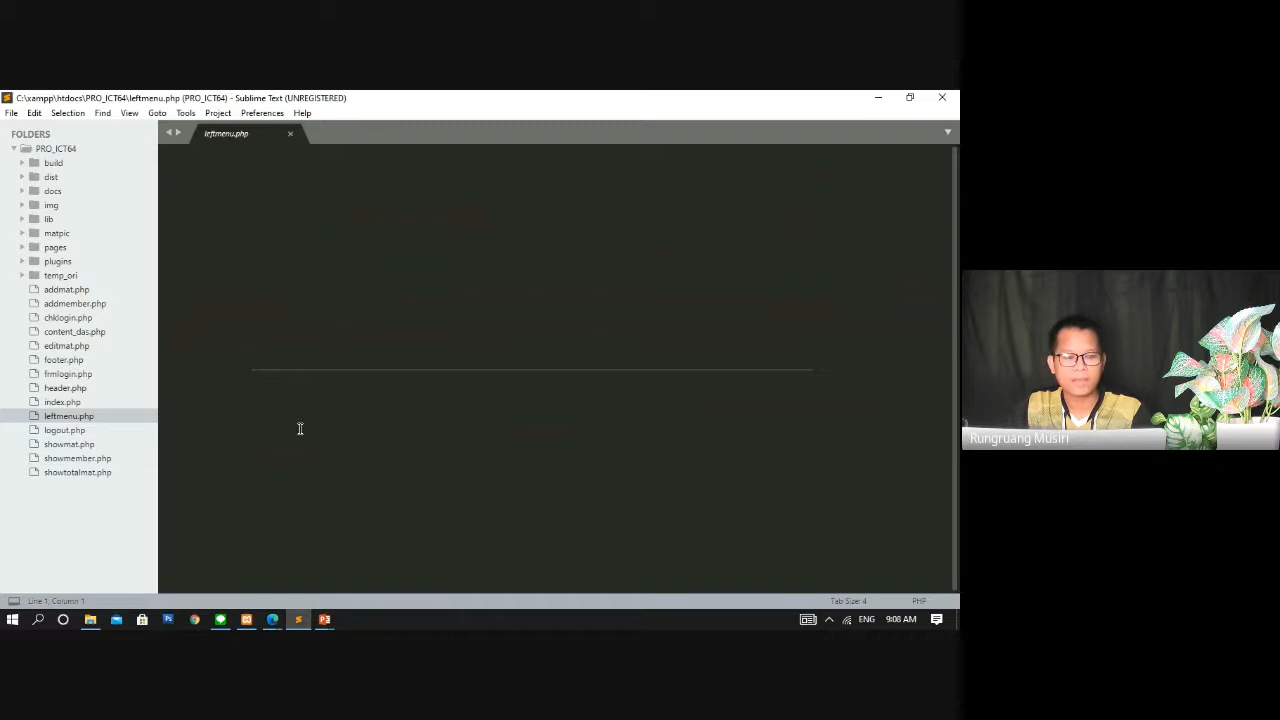 C:\xampp\htdocs\PRO_ICT64\leftmenu.php (PRO_ICT64) - Sublime Text (UNREGISTERED)
File Edit Selection Find View Goto Tools Project Preferences Help
FOLDERS
leftmenu.php
PRO_ICT64
build
dist
docs
img
lib
matpic
pages
plugins
temp_ori
addmat.php
addmember.php
chklogin.php
content_das.php
editmat.php
footer.php
frmlogin.php
header.php
index.php
leftmenu.php
logout.php
showmat.php
showmember.php
showtotalmat.php
Rungruang Musiri
Line 1, Column 1
Tab Size: 4
PHP
ENG
9:08 AM